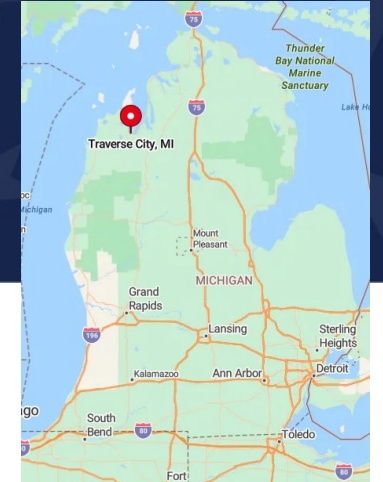 75
Thunder
Bay National
Marine
Sanctuary
75
Lake H
Traverse City, MI
Michigan
Mount
Pleasant
MICHIGAN
Grand
Rapids
196
Lansing
Sterling
Heights
Kalamazoo
Ann Arbor
Detroit
ago
South
Bend
80
Toledo
80
Fort